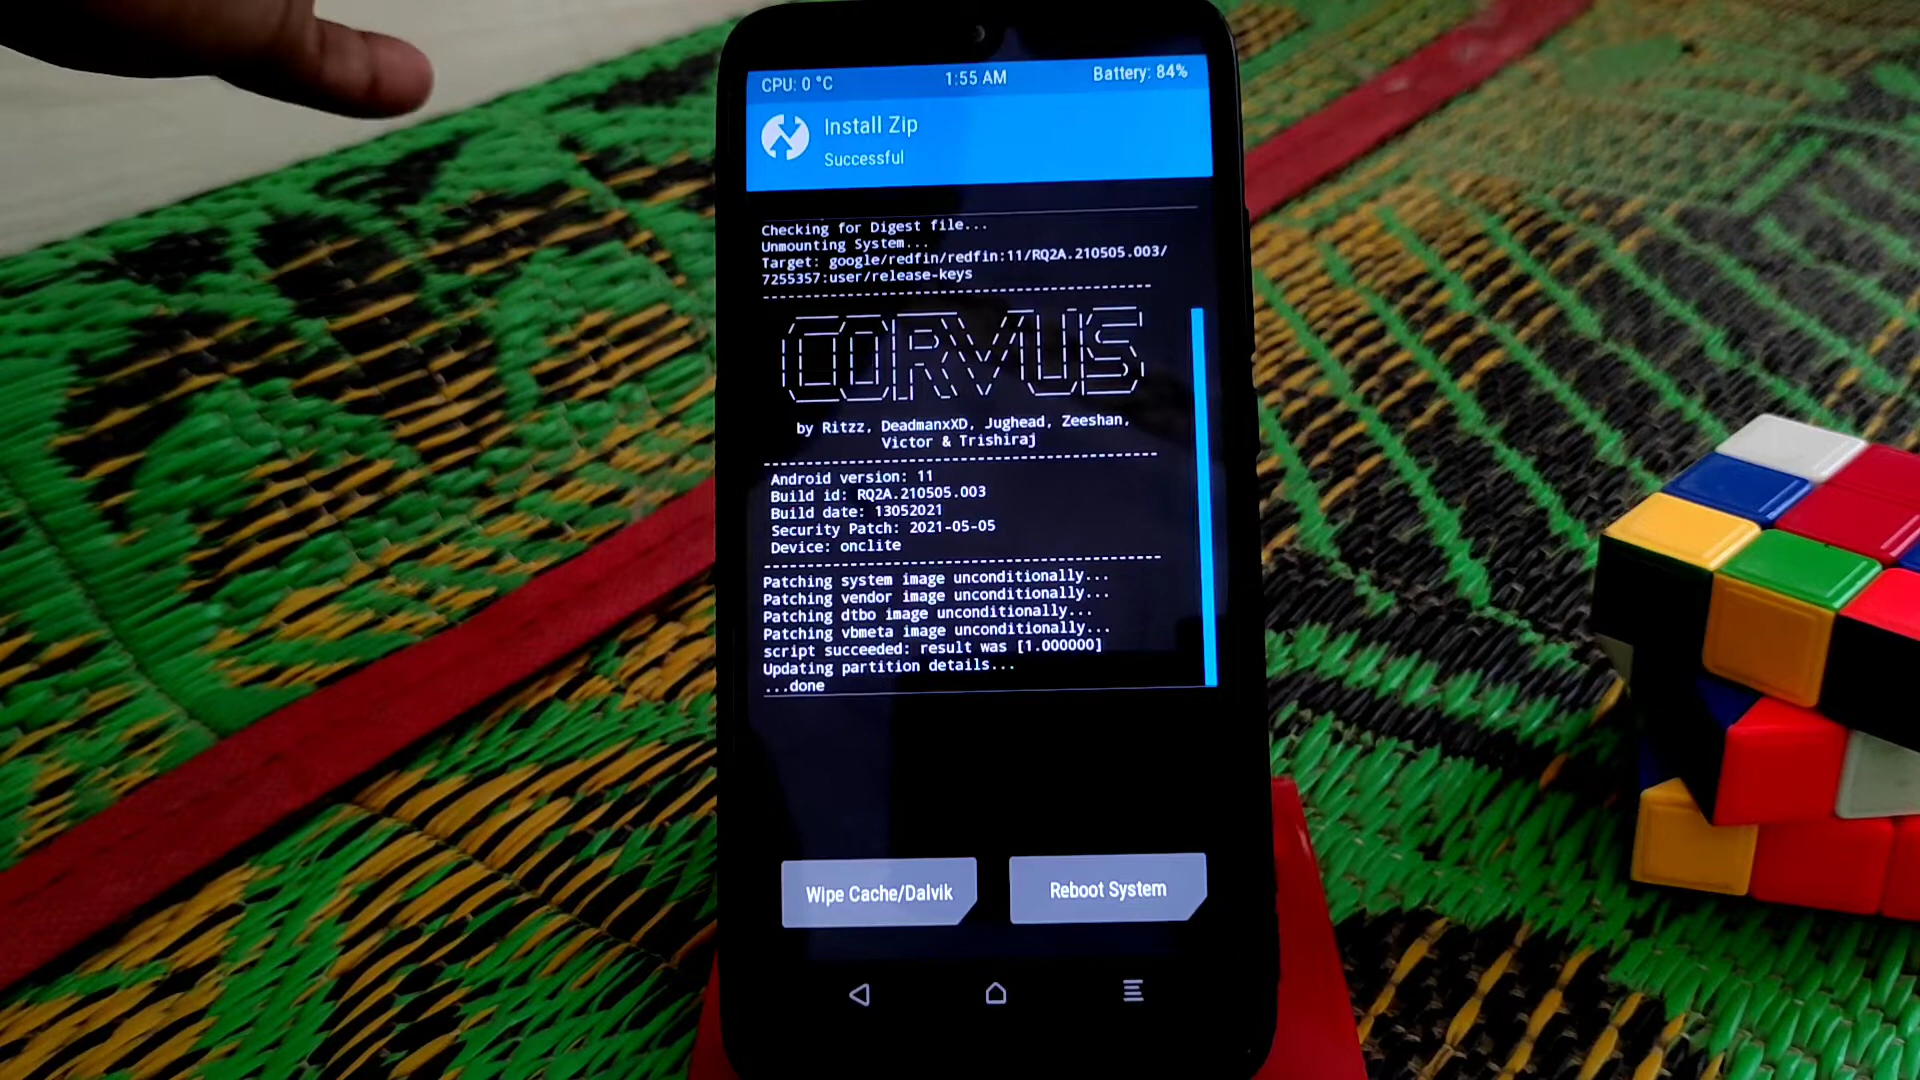 CPU: 0 °C 1:55 AM Battery: 84%
Install Zip
Successful
Checking for Digest file...
Unmounting System...
Target: google/redfin/redfin:11/RQ2A.210505.003/
7255357:user/release-keys
CORVUS
by Ritzz, DeadmanxXD, Jughead, Zeeshan,
Victor & Trishiraj
Android version: 11
Build id: RQ2A.210505.003
Build date: 13052021
Security Patch: 2021-05-05
Device: onclite
Patching system image unconditionally...
Patching vendor image unconditionally...
Patching dtbo image unconditionally...
Patching vbmeta image unconditionally...
script succeeded: result was [1.000000]
Updating partition details...
...done
Wipe Cache/Dalvik Reboot System